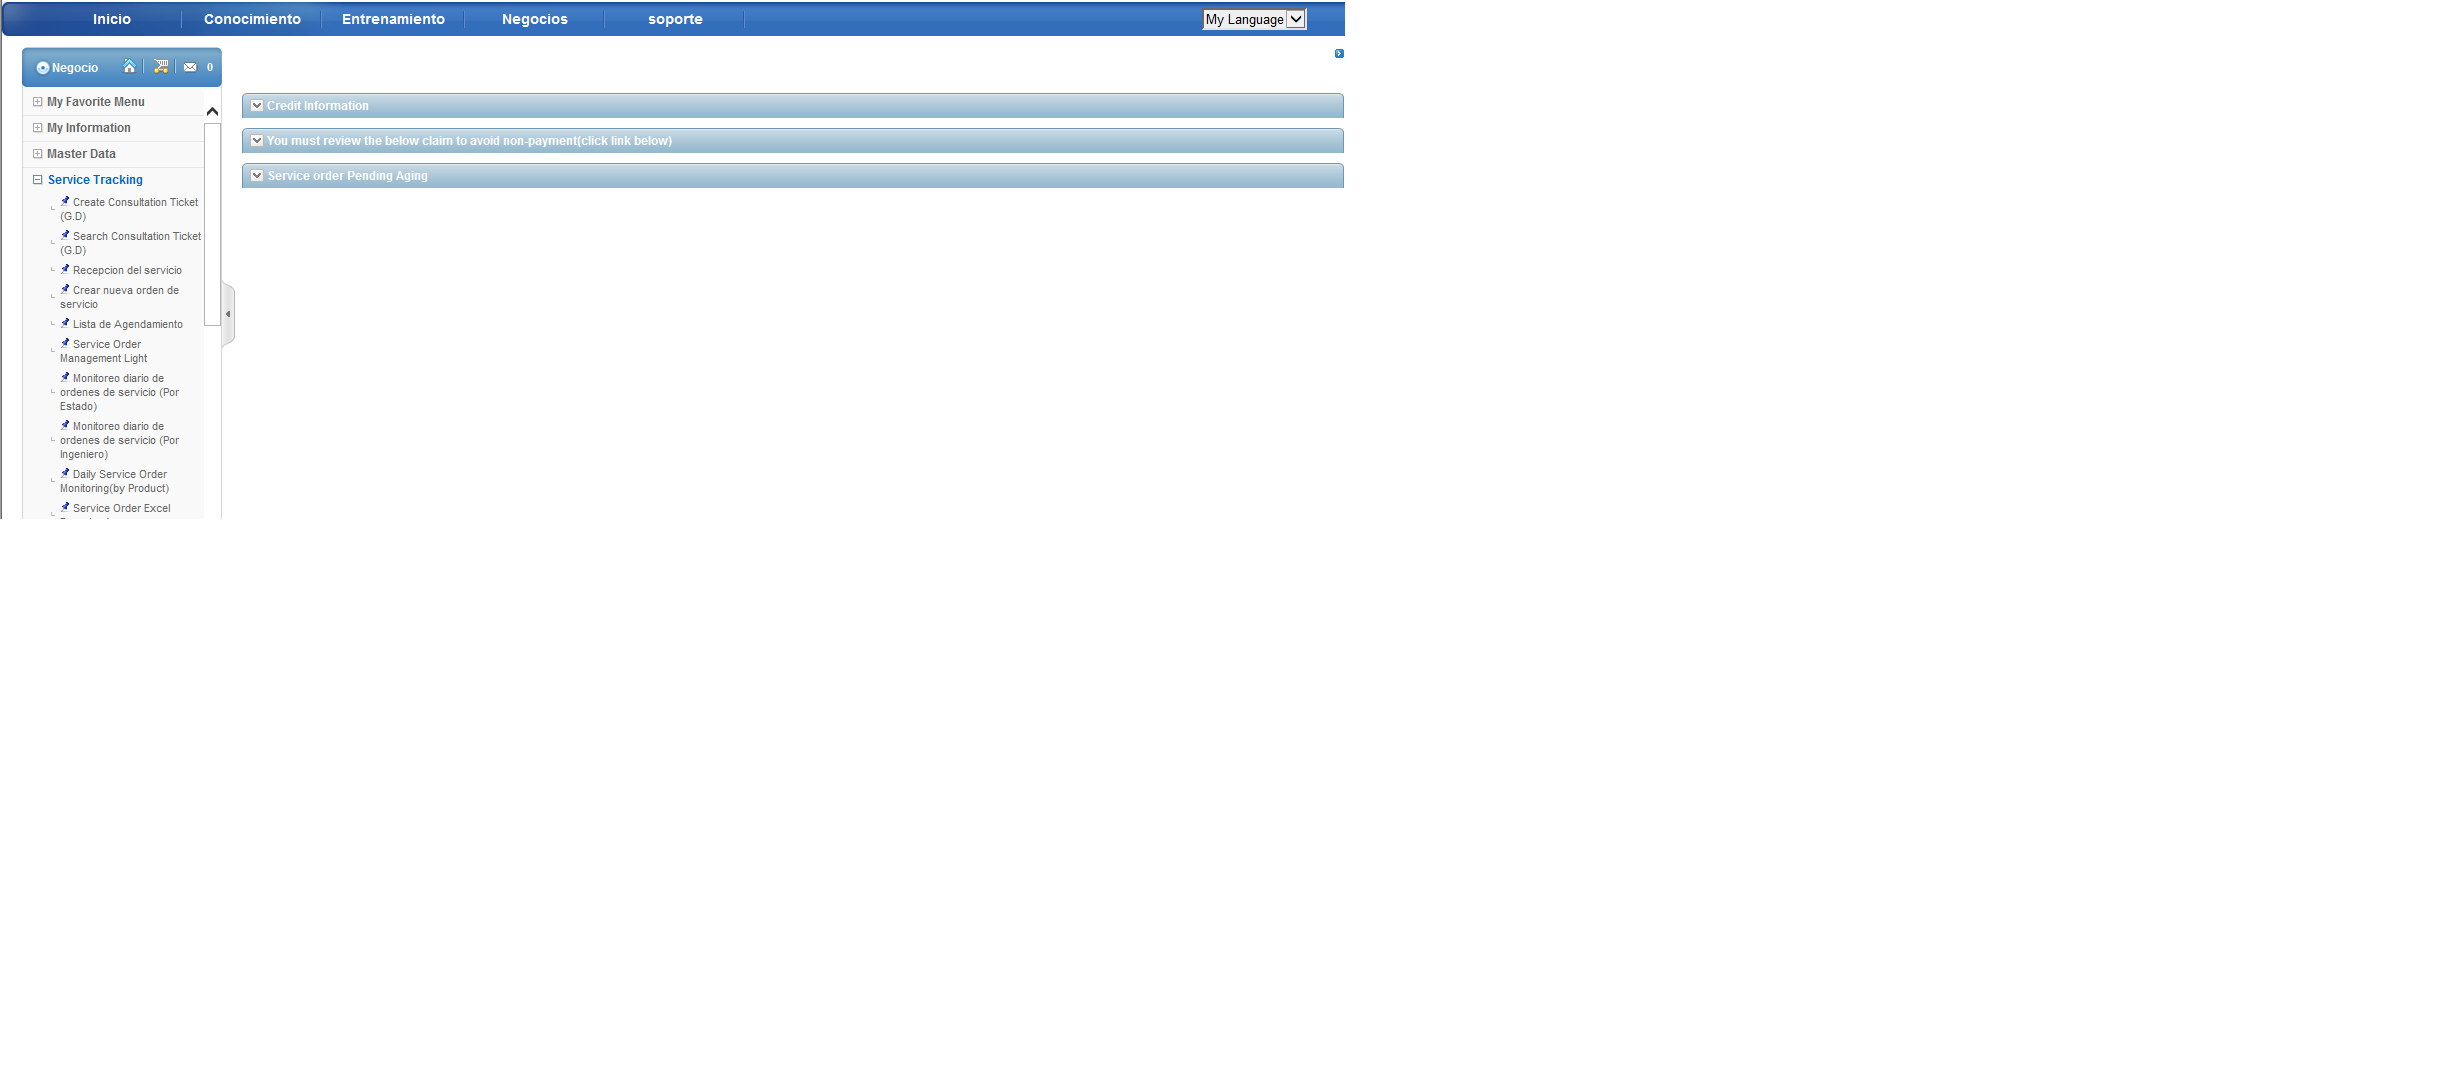 Inicio Conocimiento Entrenamiento Negocios soporte My Language
Negocio 0
My Favorite Menu
My Information
Master Data
Service Tracking
Create Consultation Ticket
(G.D)
Search Consultation Ticket
(G.D)
Recepcion del servicio
Crear nueva orden de
servicio
Lista de Agendamiento
Service Order
Management Light
Monitoreo diario de
ordenes de servicio (Por
Estado)
Monitoreo diario de
ordenes de servicio (Por
Ingeniero)
Daily Service Order
Monitoring(by Product)
Service Order Excel
Credit Information
You must review the below claim to avoid non-payment(click link below)
Service order Pending Aging